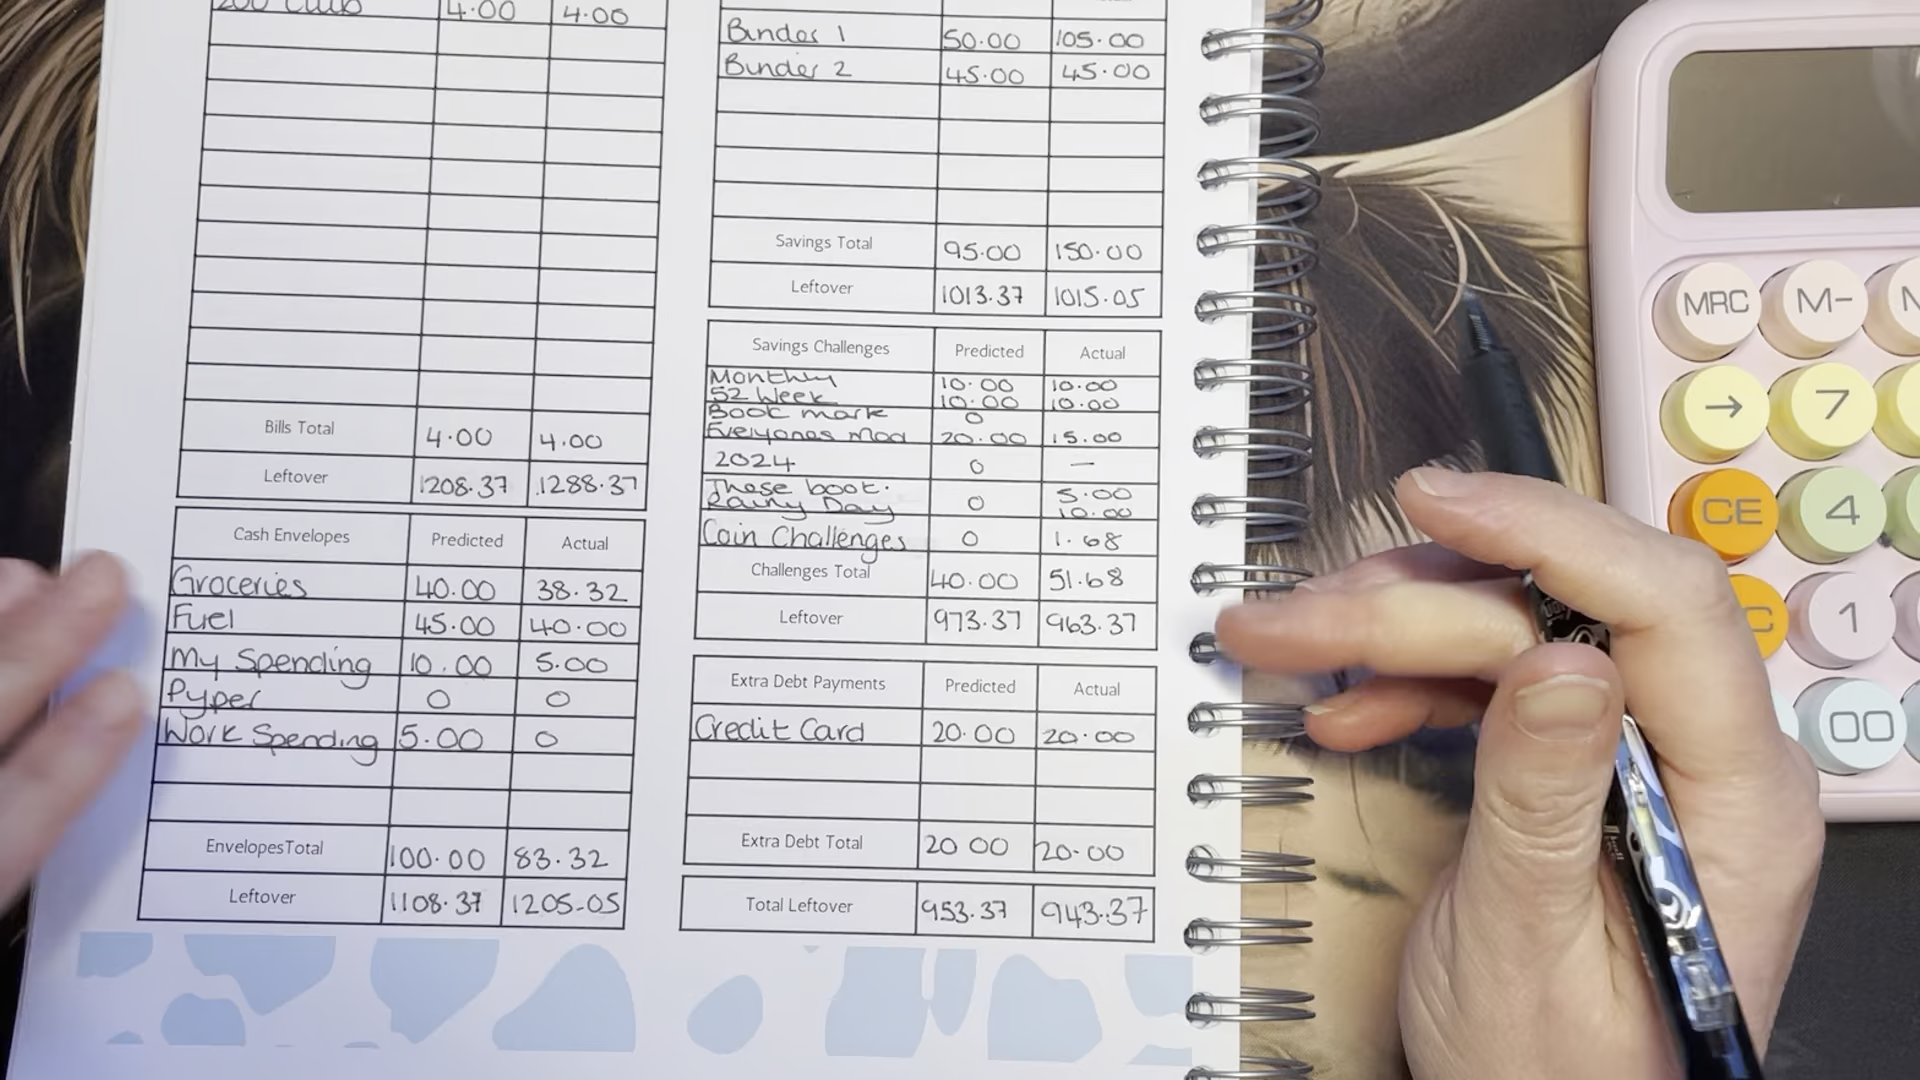 200 Club 4.00 4.00
Bills Total 4.00 4.00
Leftover 1208.37 1288.37
Cash Envelopes Predicted Actual
Groceries 40.00 38.32
Fuel 45.00 40.00
My Spending 10.00 5.00
Pyper 0 0
Work Spending 5.00 0
EnvelopesTotal 100.00 83.32
Leftover 1108.37 1205-05
Binder 1 50.00 105.00
Binder 2 45.00 45.00
Savings Total 95.00 150.00
Leftover 1013.37 1015.05
Savings Challenges Predicted Actual
Monthly 10.00 10.00
52 Week 10.00 10.00
Book mark 0
Everyones Mad 20.00 15.00
2024 0 —
These boot. 5.00
Rainy Day 0 10.00
Coin Challenges 0 1.68
Challenges Total 40.00 51.68
Leftover 973.37 963.37
Extra Debt Payments Predicted Actual
Credit Card 20.00 20.00
Extra Debt Total 20 00 20.00
Total Leftover 953.37 943.37
MRC M-
→ 7
CE 4
C 1
00